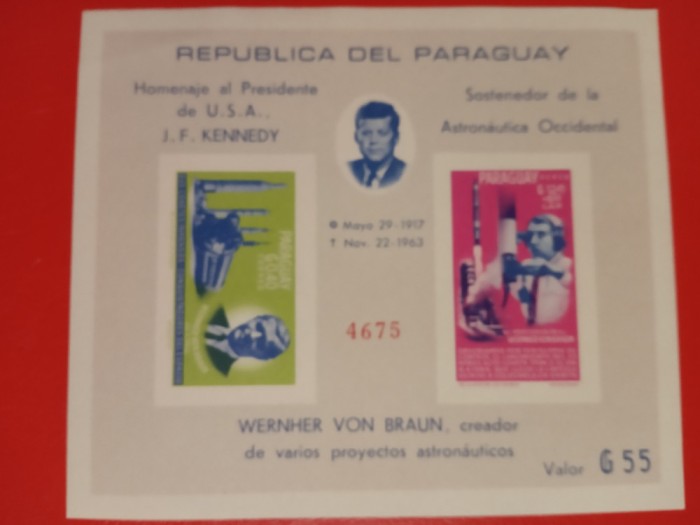 REPUBLICA DEL PARAGUAY
Homenaje al Presidente
de U.S.A.,
J. F. KENNEDY
Sostenedor de la
Astronáutica Occidental
Mayo 29-1917
† Nov. 22-1963
PARAGUAY
PARAGUAY
4675
WERNHER VON BRAUN, creador
de varios proyectos astronáuticos
Valor G 55